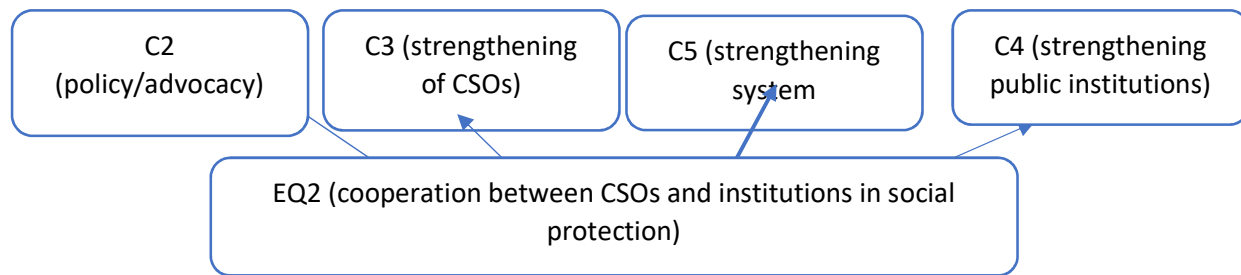 C2
(policy/advocacy)
C3 (strengthening
of CSOs)
C5 (strengthening
system
C4 (strengthening
public institutions)
EQ2 (cooperation between CSOs and institutions in social
protection)